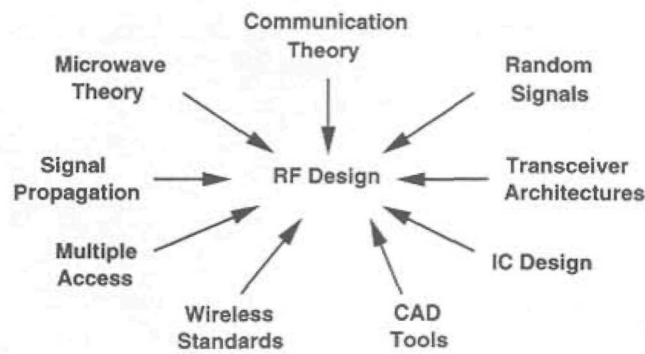 Communication
Theory
Microwave
Theory
Random
Signals
Signal
Propagation
RF Design
Transceiver
Architectures
Multiple
Access
IC Design
Wireless
Standards
CAD
Tools